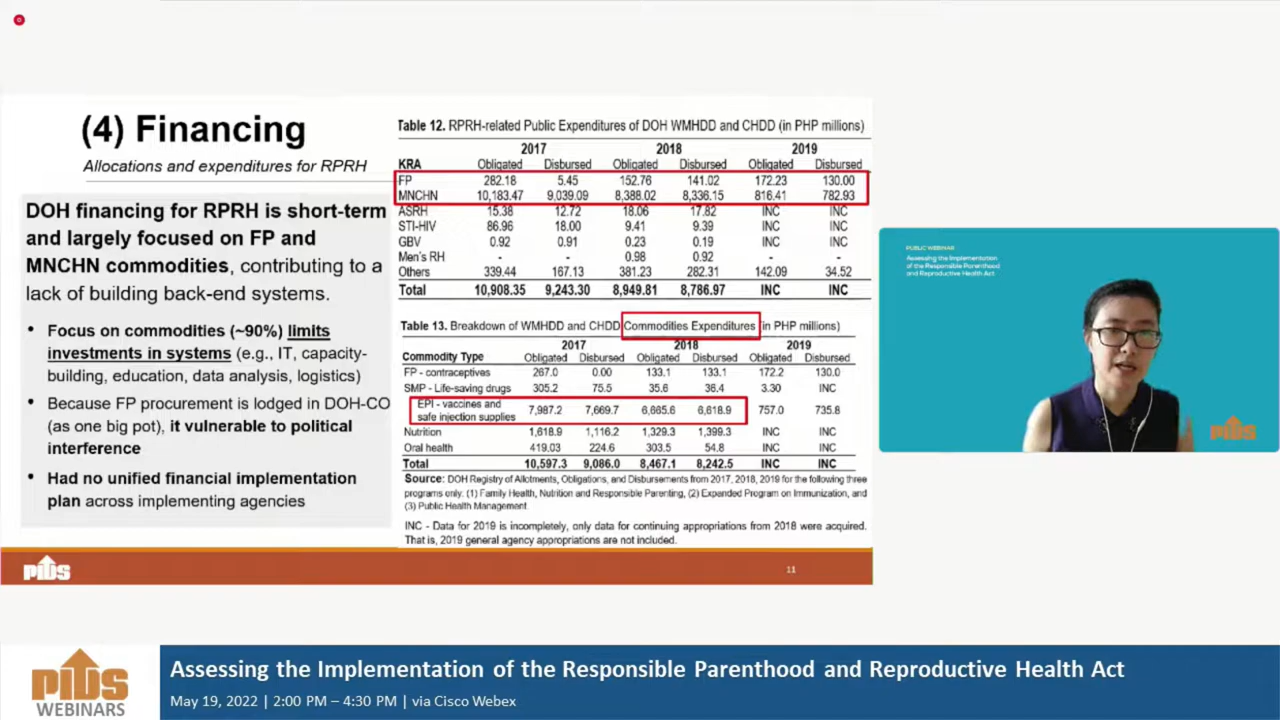 (4) Financing
Allocations and expenditures for RPRH
DOH financing for RPRH is short-term
and largely focused on FP and
MNCHN commodities, contributing to a
lack of building back-end systems.
• Focus on commodities (~90%) limits
investments in systems (e.g., IT, capacity-
building, education, data analysis, logistics)
• Because FP procurement is lodged in DOH-CO
(as one big pot), it vulnerable to political
interference
• Had no unified financial implementation
plan across implementing agencies
Table 12. RPRH-related Public Expenditures of DOH WMHDD and CHDD (in PHP millions)
2017 2018 2019
KRA Obligated Disbursed Obligated Disbursed Obligated Disbursed
FP 282.18 5.45 152.76 141.02 172.23 130.00
MNCHN 10,183.47 9,039.09 8,388.02 8,336.15 816.41 782.93
ASRH 15.38 12.72 18.06 17.82 INC INC
STI-HIV 86.96 18.00 9.41 9.39 INC INC
GBV 0.92 0.91 0.23 0.19 INC INC
Men's RH - - 0.98 0.92 - -
Others 339.44 167.13 381.23 282.31 142.09 34.52
Total 10,908.35 9,243.30 8,949.81 8,786.97 INC INC
Table 13. Breakdown of WMHDD and CHDD Commodities Expenditures (in PHP millions)
2017 2018 2019
Commodity Type Obligated Disbursed Obligated Disbursed Obligated Disbursed
FP - contraceptives 267.0 0.00 133.1 133.1 172.2 130.0
SMP - Life-saving drugs 305.2 75.5 35.6 36.4 3.30 INC
EPI - vaccines and
safe injection supplies 7,987.2 7,669.7 6,665.6 6,618.9 757.0 735.8
Nutrition 1,618.9 1,116.2 1,329.3 1,399.3 INC INC
Oral health 419.03 224.6 303.5 54.8 INC INC
Total 10,597.3 9,086.0 8,467.1 8,242.5 INC INC
Source: DOH Registry of Allotments, Obligations, and Disbursements from 2017, 2018, 2019 for the following three
programs only: (1) Family Health, Nutrition and Responsible Parenting, (2) Expanded Program on Immunization, and
(3) Public Health Management.
INC - Data for 2019 is incompletely, only data for continuing appropriations from 2018 were acquired.
That is, 2019 general agency appropriations are not included.
PIDS
11
PUBLIC WEBINAR
Assessing the Implementation
of the Responsible Parenthood
and Reproductive Health Act
PIDS
PIDS
WEBINARS
Assessing the Implementation of the Responsible Parenthood and Reproductive Health Act
May 19, 2022 | 2:00 PM – 4:30 PM | via Cisco Webex